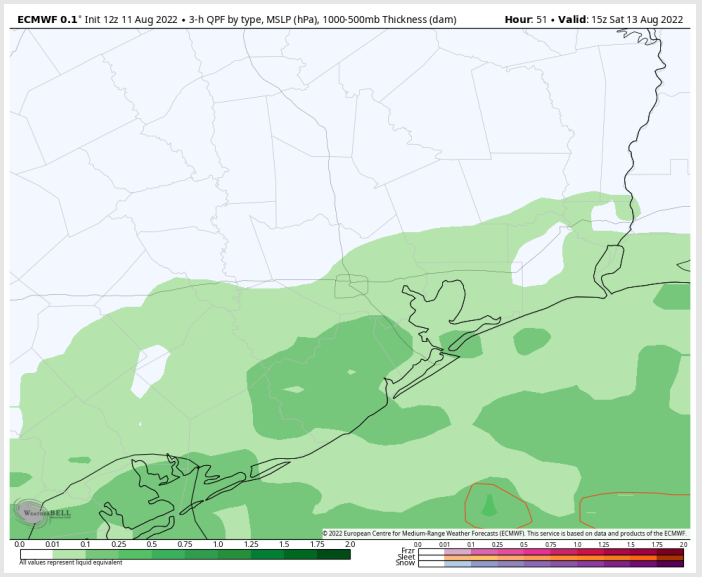 ECMWF 0.1° Init 12z 11 Aug 2022 • 3-h QPF by type, MSLP (hPa), 1000-500mb Thickness (dam) Hour: 51 • Valid: 15z Sat 13 Aug 2022
WeatherBELL
© 2022 European Centre for Medium-Range Weather Forecasts (ECMWF). This service is based on data and products of the ECMWF.
0.0 0.01 0.1 0.25 0.5 0.75 1.0 1.25 1.5 1.75 2.0
All values represent liquid equivalent
0.0 0.01 0.1 0.25 0.5 0.75 1.0 1.25 1.5 1.75 2.0
Frzr
Sleet
Snow